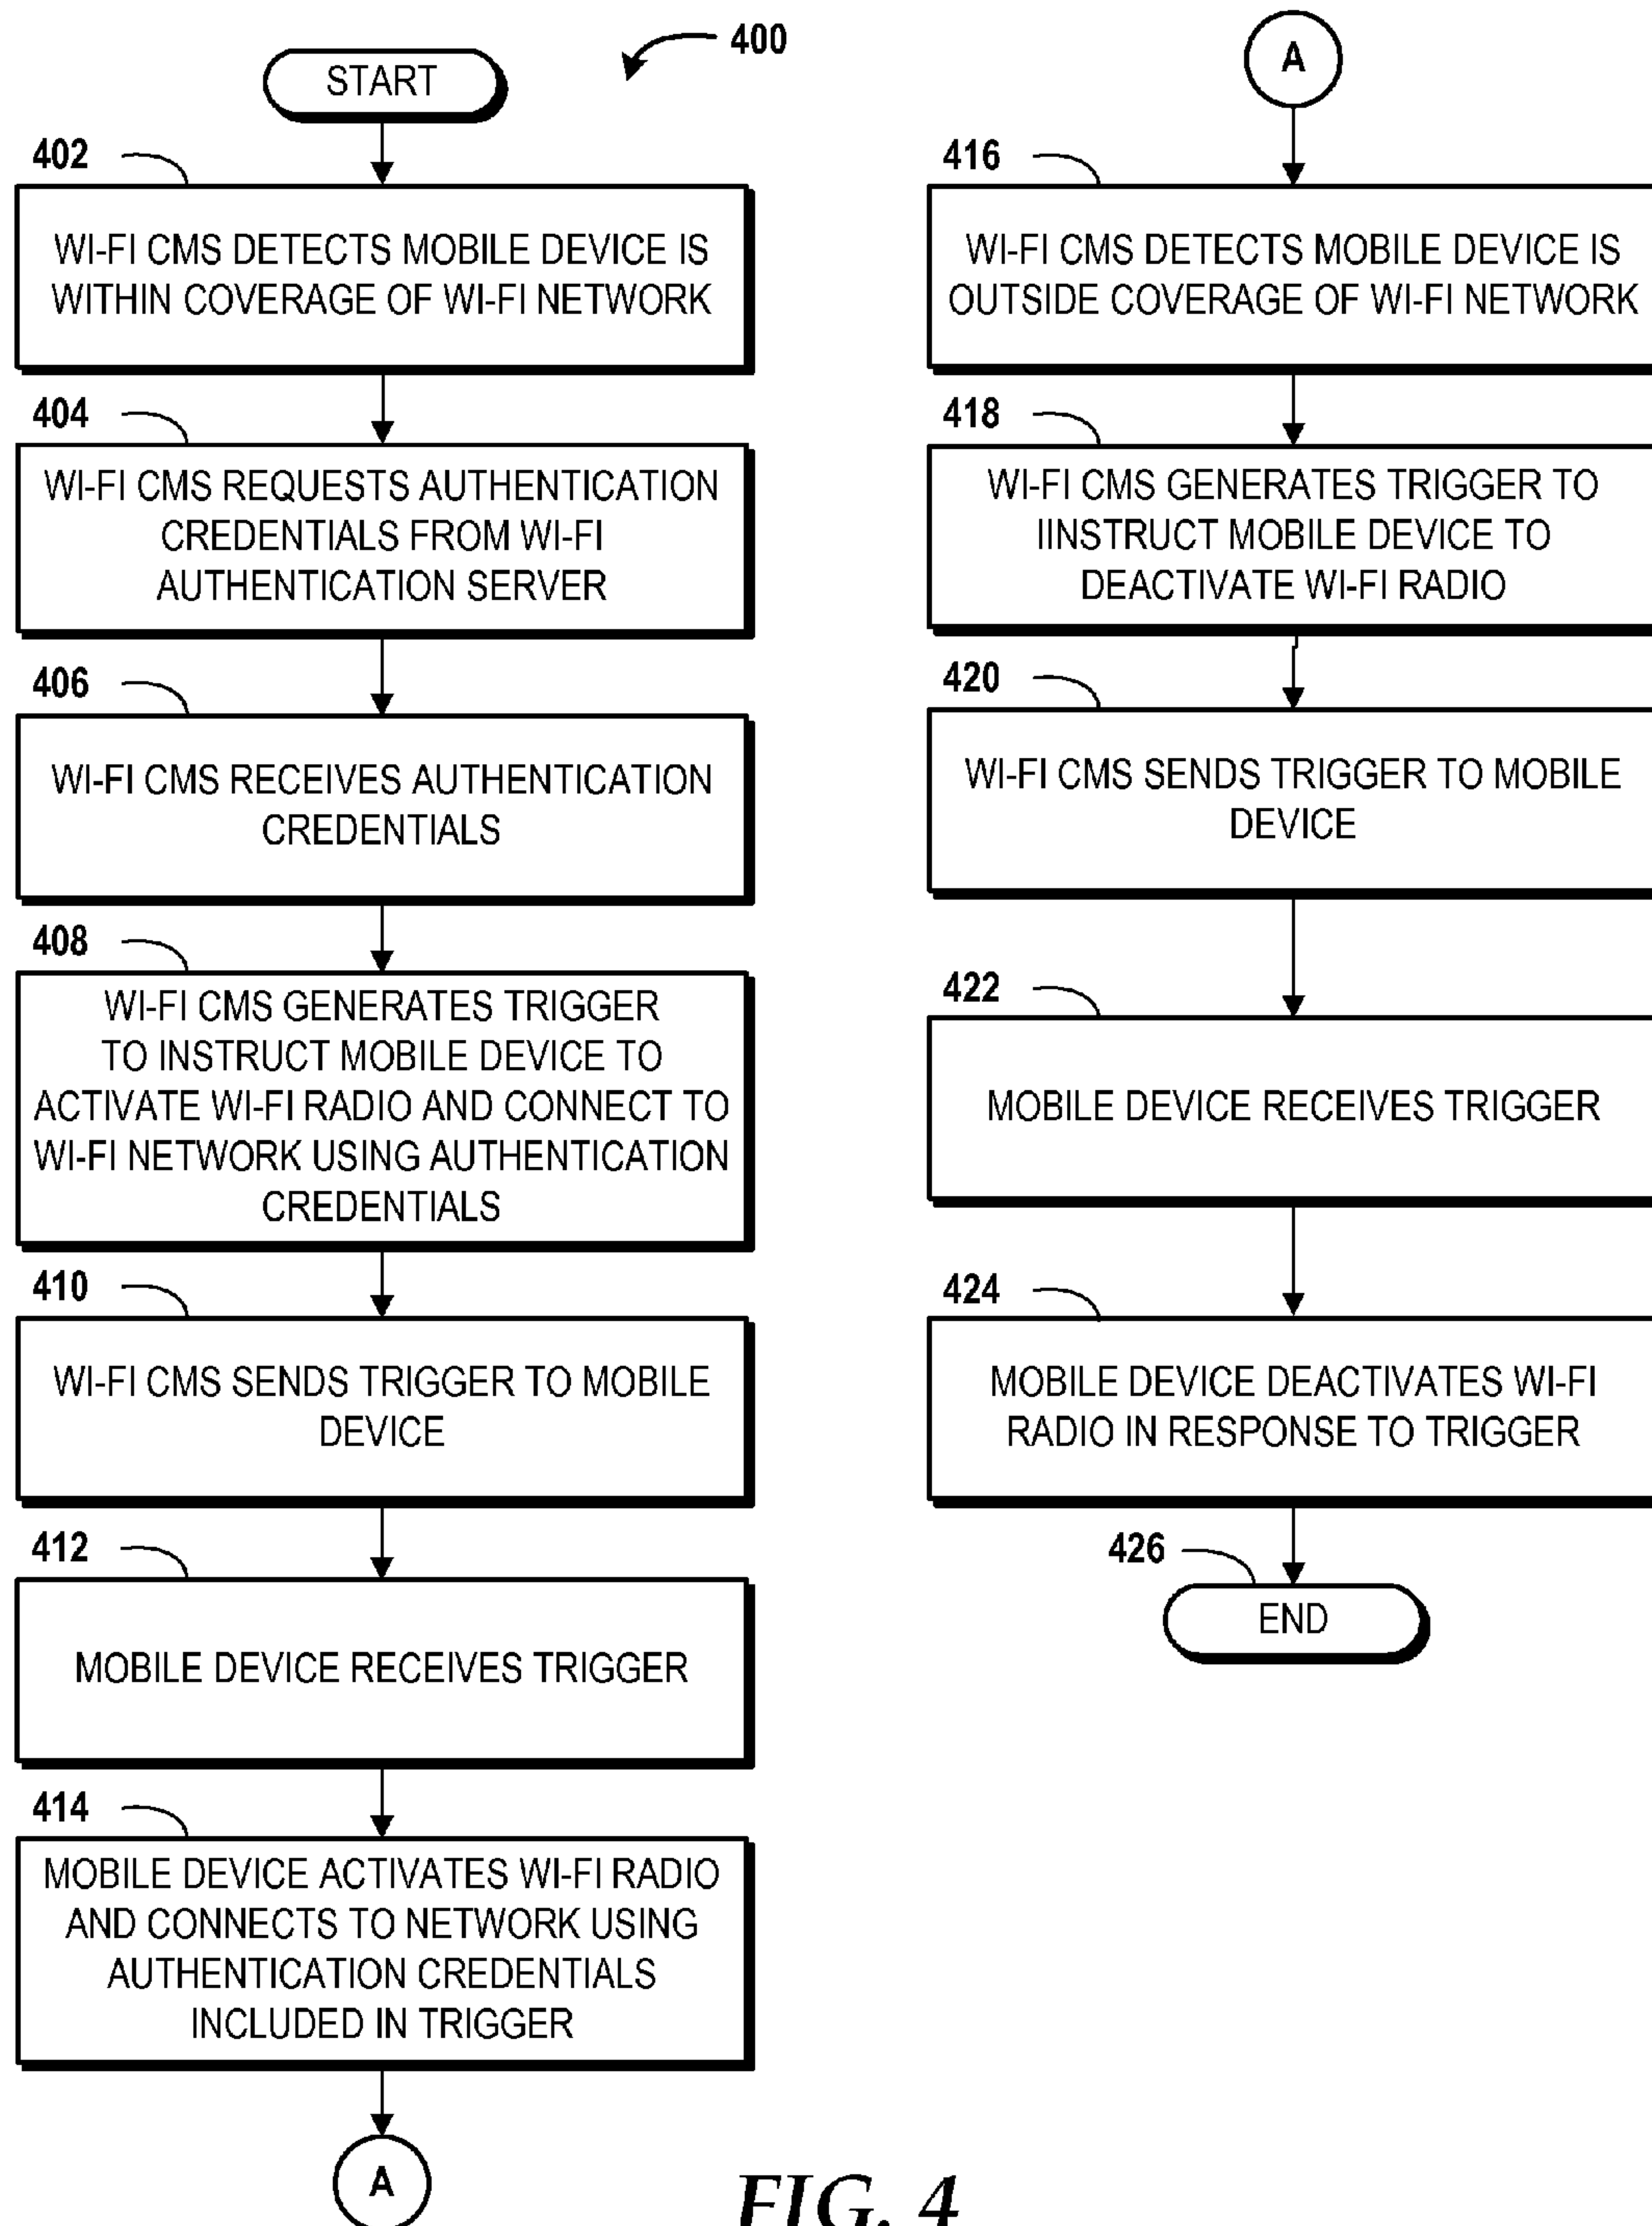 400
START
402
WI-FI CMS DETECTS MOBILE DEVICE IS
WITHIN COVERAGE OF WI-FI NETWORK
404
WI-FI CMS REQUESTS AUTHENTICATION
CREDENTIALS FROM WI-FI
AUTHENTICATION SERVER
406
WI-FI CMS RECEIVES AUTHENTICATION
CREDENTIALS
408
WI-FI CMS GENERATES TRIGGER
TO INSTRUCT MOBILE DEVICE TO
ACTIVATE WI-FI RADIO AND CONNECT TO
WI-FI NETWORK USING AUTHENTICATION
CREDENTIALS
410
WI-FI CMS SENDS TRIGGER TO MOBILE
DEVICE
412
MOBILE DEVICE RECEIVES TRIGGER
414
MOBILE DEVICE ACTIVATES WI-FI RADIO
AND CONNECTS TO NETWORK USING
AUTHENTICATION CREDENTIALS
INCLUDED IN TRIGGER
A
A
416
WI-FI CMS DETECTS MOBILE DEVICE IS
OUTSIDE COVERAGE OF WI-FI NETWORK
418
WI-FI CMS GENERATES TRIGGER TO
IINSTRUCT MOBILE DEVICE TO
DEACTIVATE WI-FI RADIO
420
WI-FI CMS SENDS TRIGGER TO MOBILE
DEVICE
422
MOBILE DEVICE RECEIVES TRIGGER
424
MOBILE DEVICE DEACTIVATES WI-FI
RADIO IN RESPONSE TO TRIGGER
426
END
FIG. 4